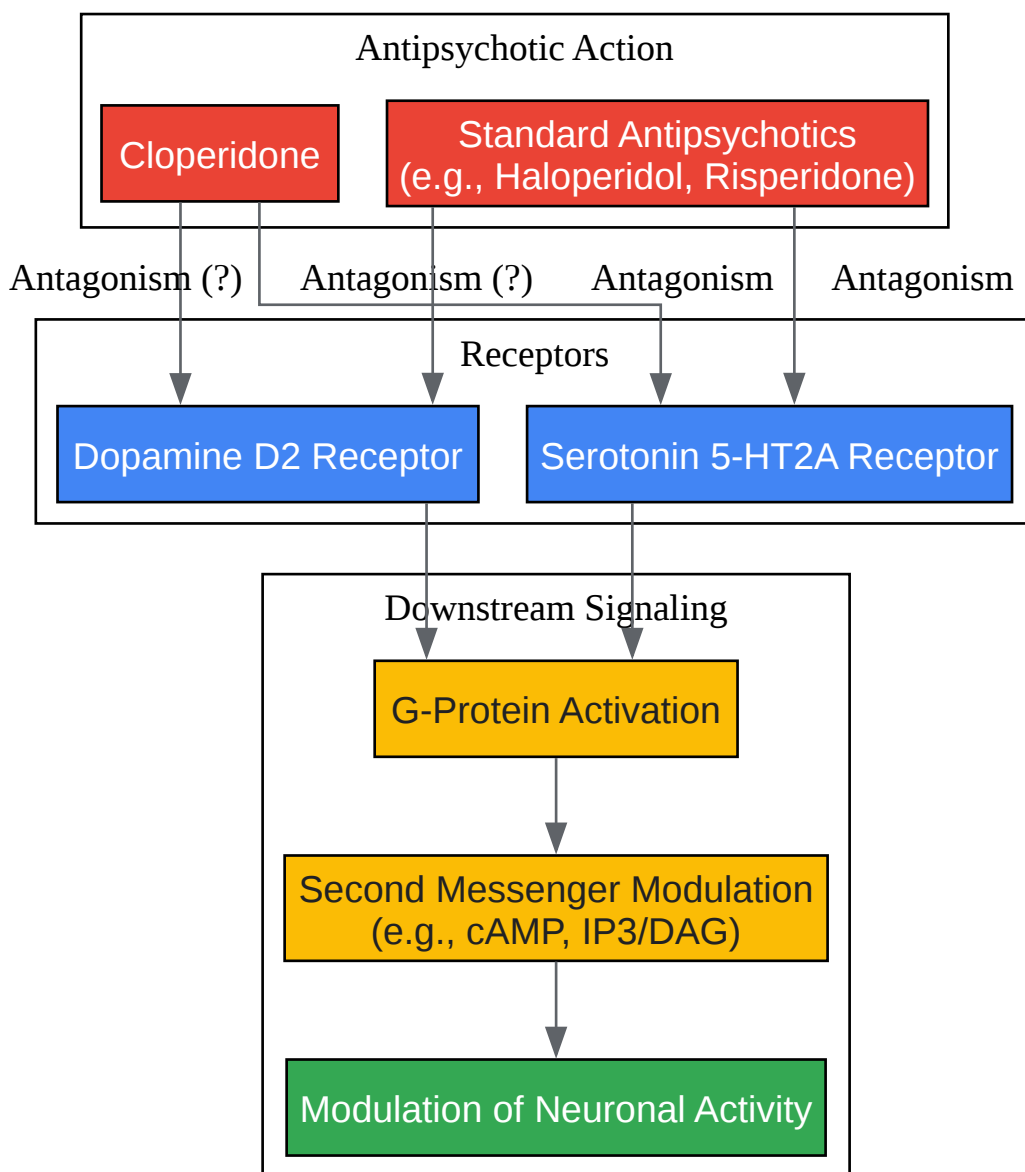 Antipsychotic Action
Cloperidone
Standard Antipsychotics
(e.g., Haloperidol, Risperidone)
Antagonism (?)
Antagonism (?)
Antagonism
Antagonism
Receptors
Dopamine D2 Receptor
Serotonin 5-HT2A Receptor
Downstream Signaling
G-Protein Activation
Second Messenger Modulation
(e.g., cAMP, IP3/DAG)
Modulation of Neuronal Activity